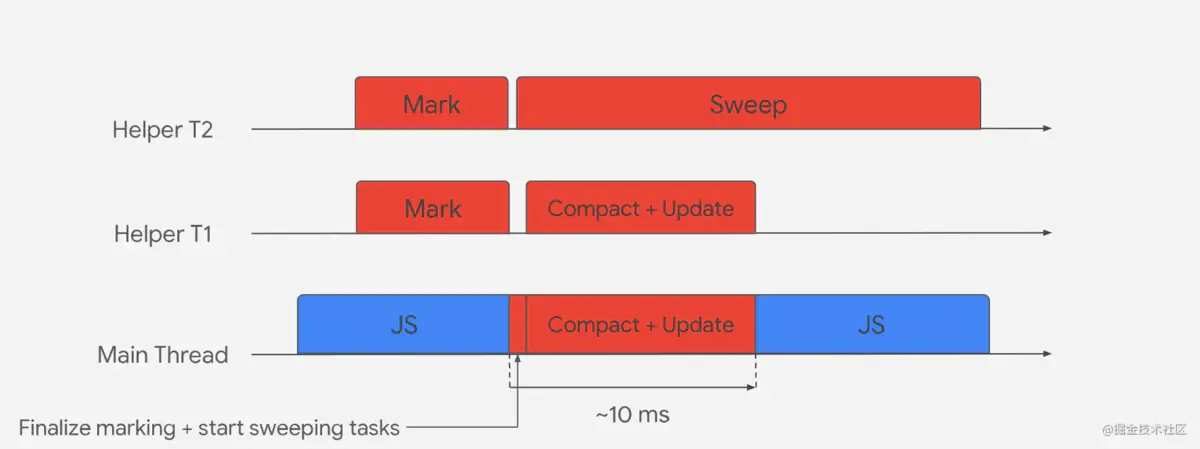 Mark
Sweep
Helper T2
Mark
Compact + Update
Helper T1
JS
Compact + Update
JS
Main Thread
~10 ms
Finalize marking + start sweeping tasks
@掘金技术社区